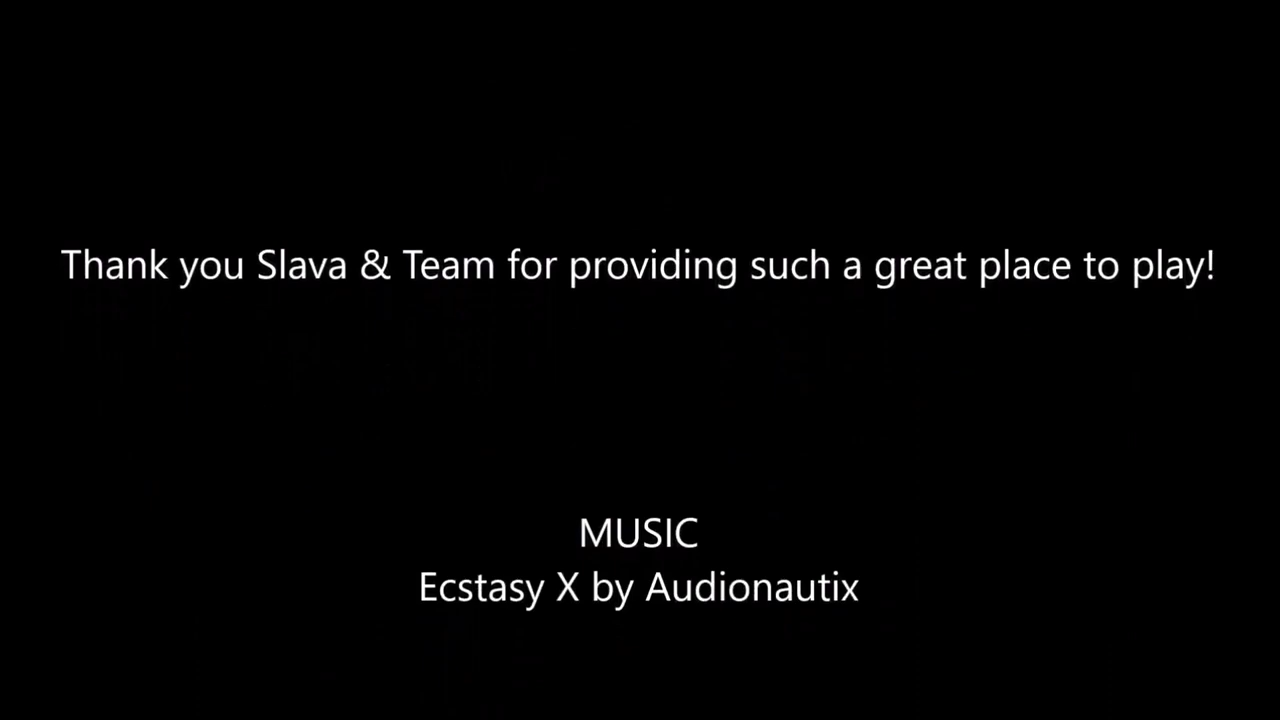 Thank you Slava & Team for providing such a great place to play!
MUSIC
Ecstasy X by Audionautix